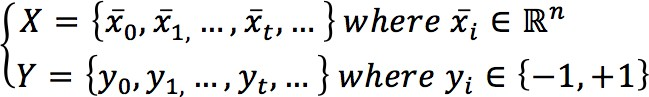 X = {x̄₀, x̄₁, … , x̄ₜ, … } where x̄ᵢ ∈ ℝⁿ
Y = {y₀, y₁, … , yₜ, … } where yᵢ ∈ {−1, +1}